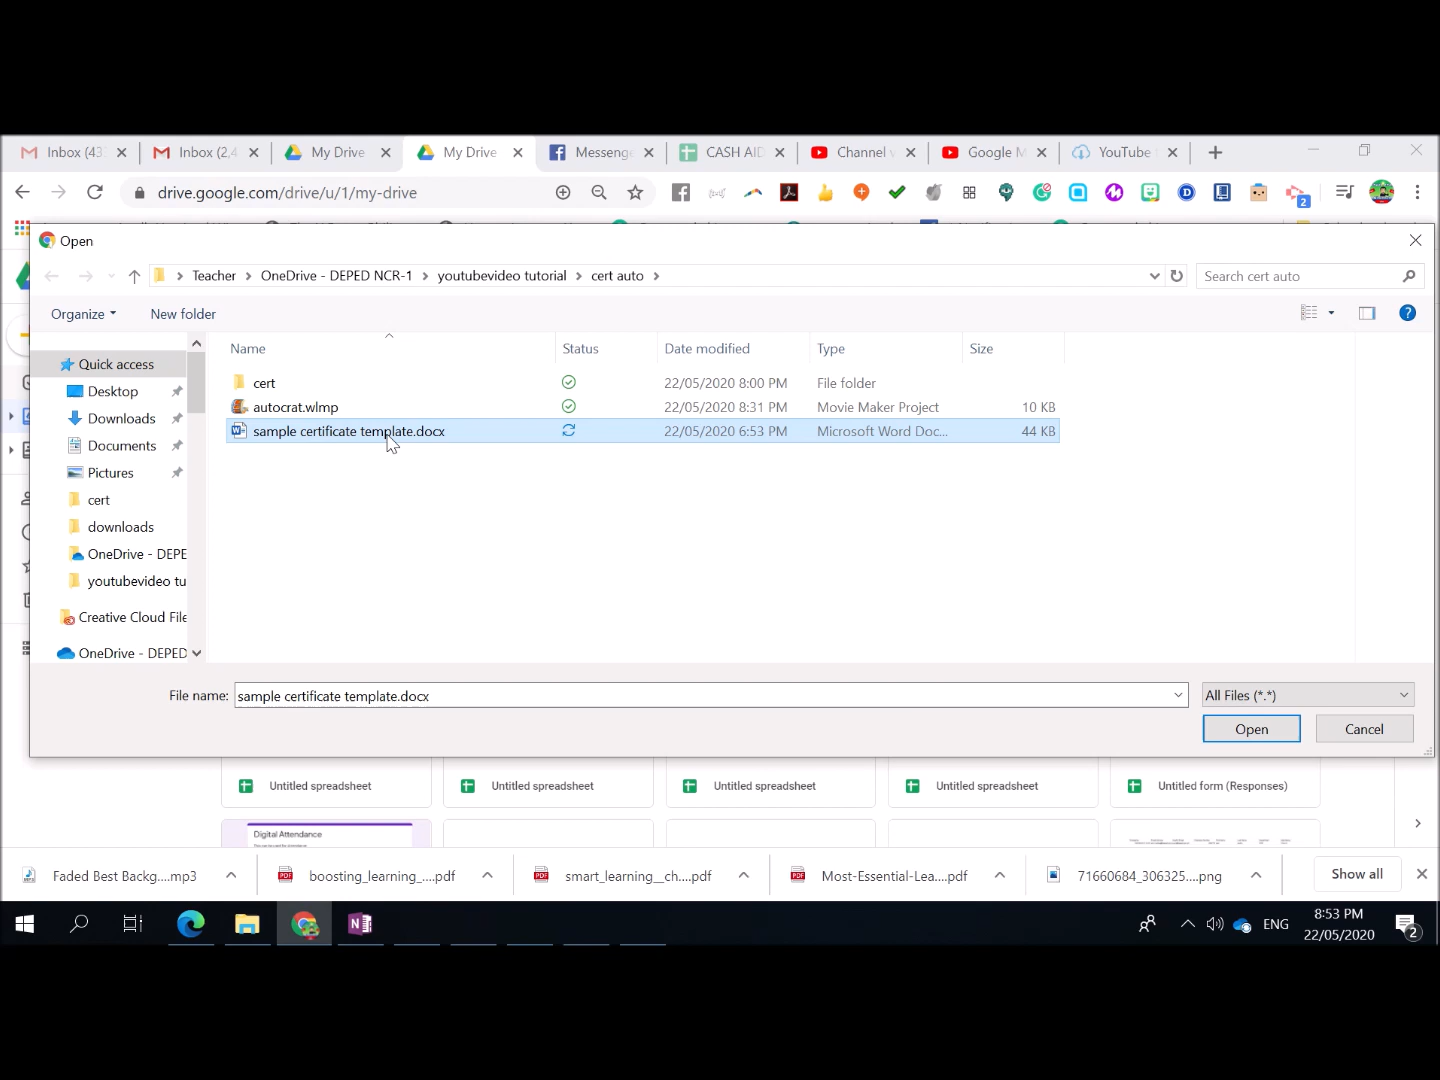 Inbox (43
Inbox (2,4
My Drive
My Drive
Messenge
CASH AID
Channel v
Google M
YouTube
drive.google.com/drive/u/1/my-drive
2
Open
Teacher > OneDrive - DEPED NCR-1 > youtubevideo tutorial > cert auto >
Search cert auto
Organize
New folder
Name
Status
Date modified
Type
Size
Quick access
Desktop
Downloads
Documents
Pictures
cert
downloads
OneDrive - DEPE
youtubevideo tu
Creative Cloud File
OneDrive - DEPED
cert 22/05/2020 8:00 PM File folder
autocrat.wlmp 22/05/2020 8:31 PM Movie Maker Project 10 KB
sample certificate template.docx 22/05/2020 6:53 PM Microsoft Word Doc... 44 KB
File name: sample certificate template.docx
All Files (*.*)
Open
Cancel
Untitled spreadsheet
Untitled spreadsheet
Untitled spreadsheet
Untitled spreadsheet
Untitled form (Responses)
Digital Attendance
Faded Best Backg....mp3
boosting_learning_....pdf
smart_learning__ch....pdf
Most-Essential-Lea....pdf
71660684_306325....png
Show all
ENG
8:53 PM
22/05/2020
2